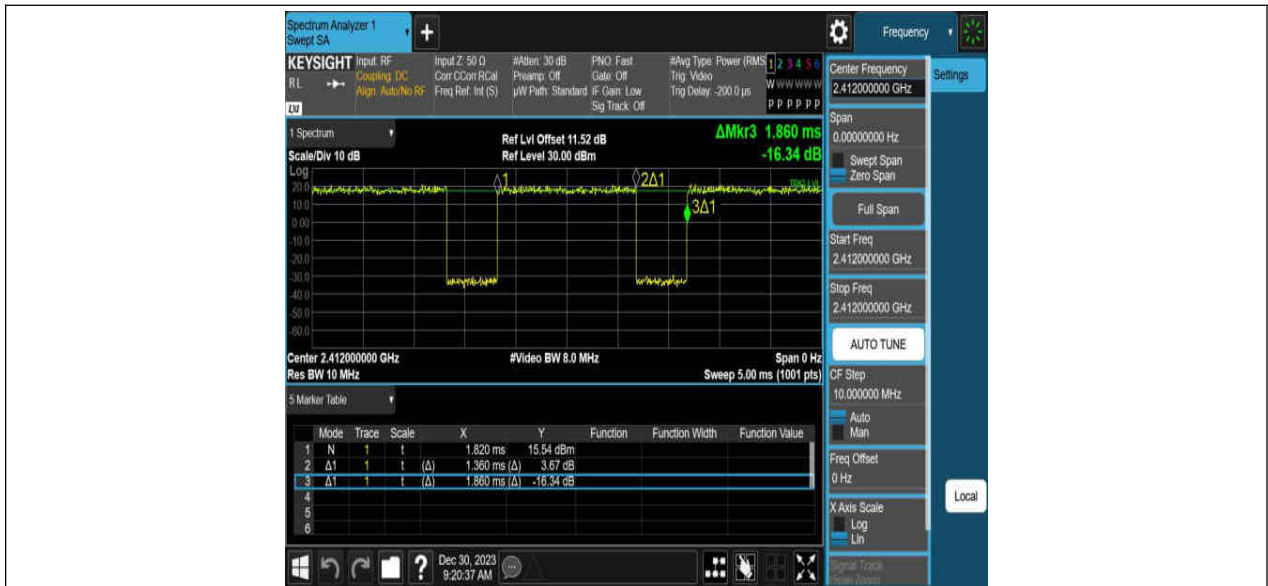 Spectrum Analyzer 1
Swept SA
+
Frequency
KEYSIGHT
RL
LXI
Input: RF
Coupling: DC
Align: Auto/No RF
Input Z: 50 Ω
Corr CCorr RCal
Freq Ref: Int (S)
#Atten: 30 dB
Preamp: Off
µW Path: Standard
PNO: Fast
Gate: Off
IF Gain: Low
Sig Track: Off
#Avg Type: Power (RMS
Trig: Video
Trig Delay: -200.0 µs
1 2 3 4 5 6
W W W W W W
P P P P P P
Center Frequency
2.412000000 GHz
Settings
1 Spectrum
Scale/Div 10 dB
Ref Lvl Offset 11.52 dB
Ref Level 30.00 dBm
ΔMkr3 1.860 ms
-16.34 dB
Log
20.0
10.0
0.00
-10.0
-20.0
-30.0
-40.0
-50.0
-60.0
1
2Δ1
3Δ1
TRIG LVL
Center 2.412000000 GHz
Res BW 10 MHz
#Video BW 8.0 MHz
Span 0 Hz
Sweep 5.00 ms (1001 pts)
Span
0.00000000 Hz
Swept Span
Zero Span
Full Span
Start Freq
2.412000000 GHz
Stop Freq
2.412000000 GHz
AUTO TUNE
CF Step
10.000000 MHz
Auto
Man
Freq Offset
0 Hz
X Axis Scale
Log
Lin
Signal Track
(Span Zoom)
Local
5 Marker Table
Mode Trace Scale X Y Function Function Width Function Value
1 N 1 t 1.820 ms 15.54 dBm
2 Δ1 1 t (Δ) 1.360 ms (Δ) 3.67 dB
3 Δ1 1 t (Δ) 1.860 ms (Δ) -16.34 dB
4
5
6
?
Dec 30, 2023
9:20:37 AM